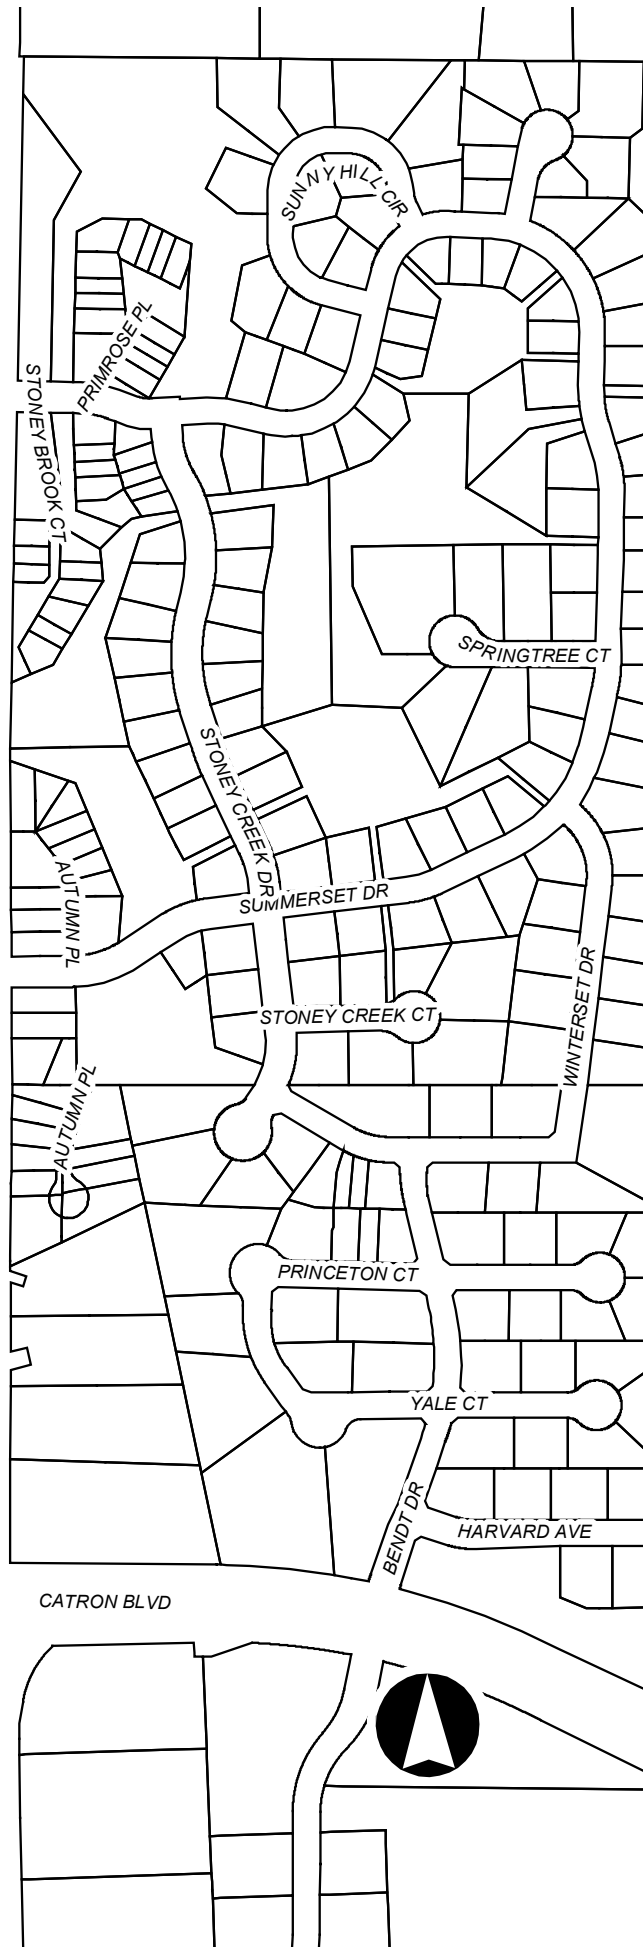 SUNNY HILL CIR
PRIMROSE PL
STONEY BROOK CT
SPRINGTREE CT
STONEY CREEK DR
AUTUMN PL
SUMMERSET DR
WINTERSET DR
STONEY CREEK CT
AUTUMN PL
PRINCETON CT
YALE CT
BENDT DR
HARVARD AVE
CATRON BLVD